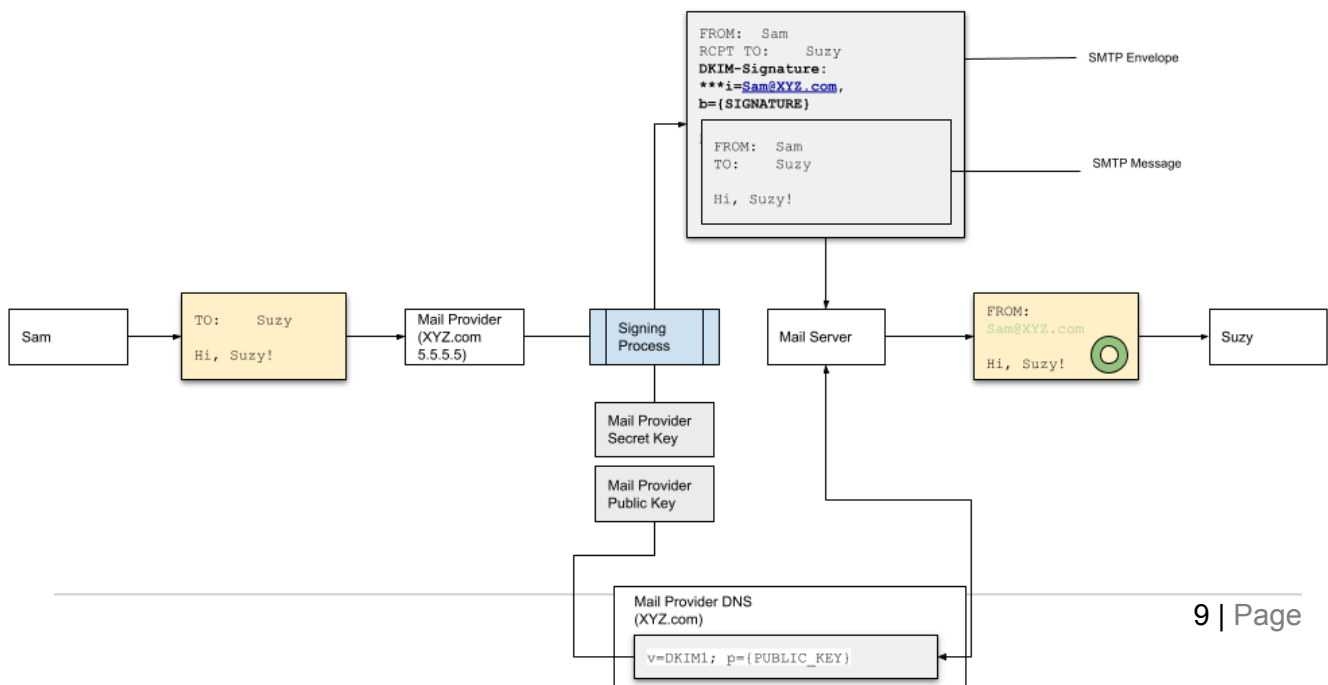 FROM: Sam
RCPT TO: Suzy
DKIM-Signature:
***i=Sam@XYZ.com,
b={SIGNATURE}
FROM: Sam
TO: Suzy
Hi, Suzy!
SMTP Envelope
SMTP Message
Sam
TO: Suzy
Hi, Suzy!
Mail Provider
(XYZ.com
5.5.5.5)
Signing
Process
Mail Server
FROM:
Sam@XYZ.com
Hi, Suzy!
Suzy
Mail Provider
Secret Key
Mail Provider
Public Key
Mail Provider DNS
(XYZ.com)
v=DKIM1; p={PUBLIC_KEY}
9 | Page